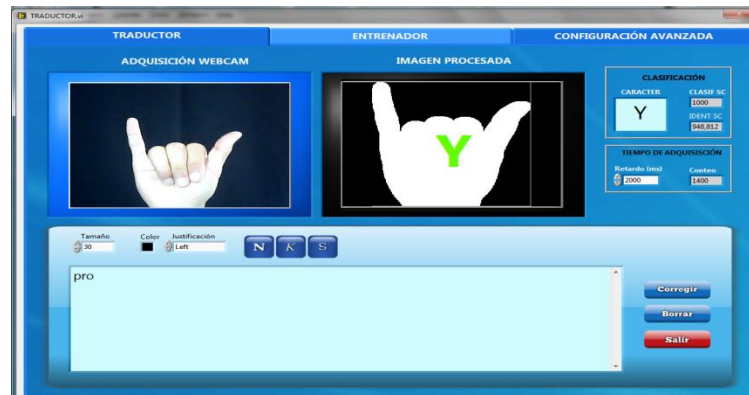 TRADUCTOR.vi
TRADUCTOR
ENTRENADOR
CONFIGURACIÓN AVANZADA
ADQUISICIÓN WEBCAM
IMAGEN PROCESADA
Y
CLASIFICACIÓN
CARACTER
Y
CLASIF SC
1000
IDENT SC
948,812
TIEMPO DE ADQUISISCIÓN
Retardo (ms)
2000
Conteo
1400
Tamaño
30
Color
Justificación
Left
N K S
pro
Corregir
Borrar
Salir